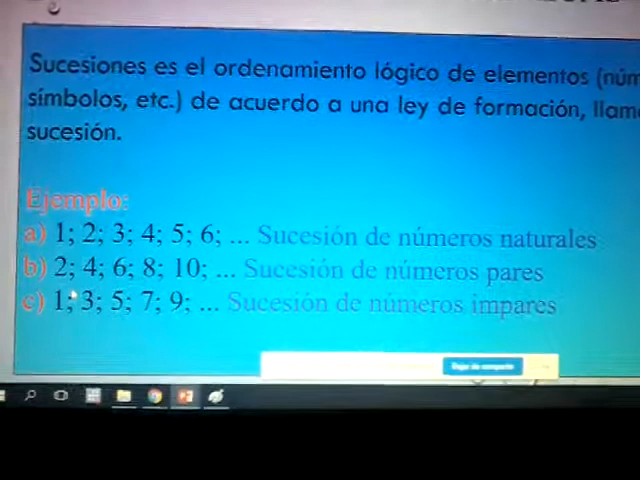 Sucesiones es el ordenamiento lógico de elementos
símbolos, etc.) de acuerdo a una ley de formación,
sucesión.
Ejemplo:
a) 1; 2; 3; 4; 5; 6; ... Sucesión de números naturales
b) 2; 4; 6; 8; 10; ... Sucesión de números pares
c) 1; 3; 5; 7; 9; ... Sucesión de números impares